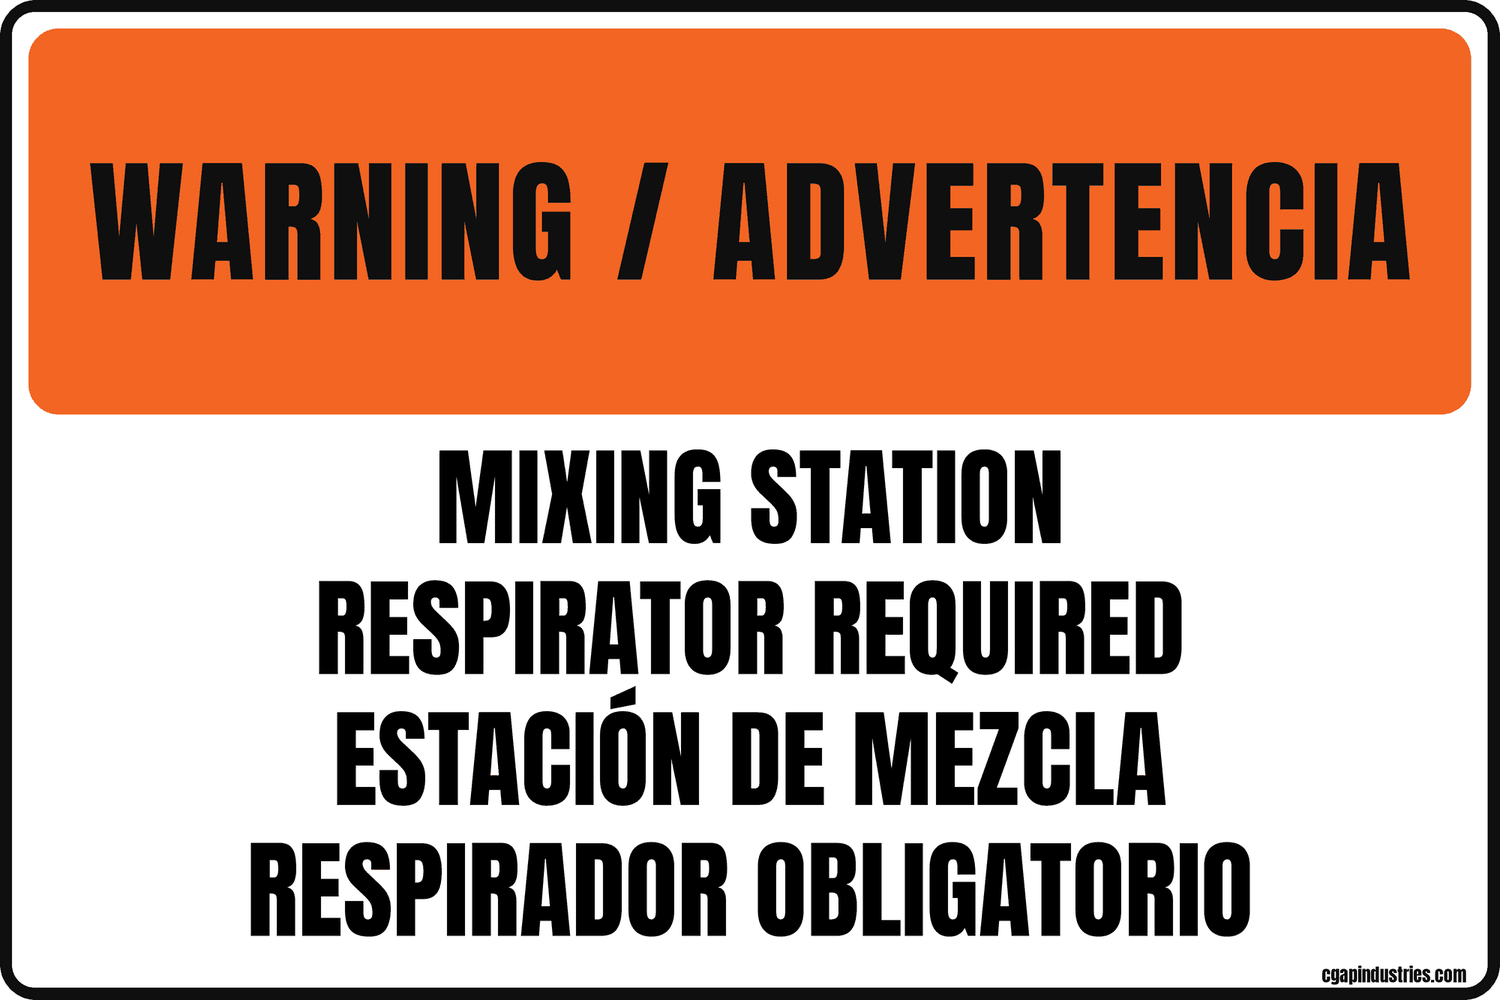 WARNING / ADVERTENCIA
MIXING STATION
RESPIRATOR REQUIRED
ESTACIÓN DE MEZCLA
RESPIRADOR OBLIGATORIO
cgapindustries.com